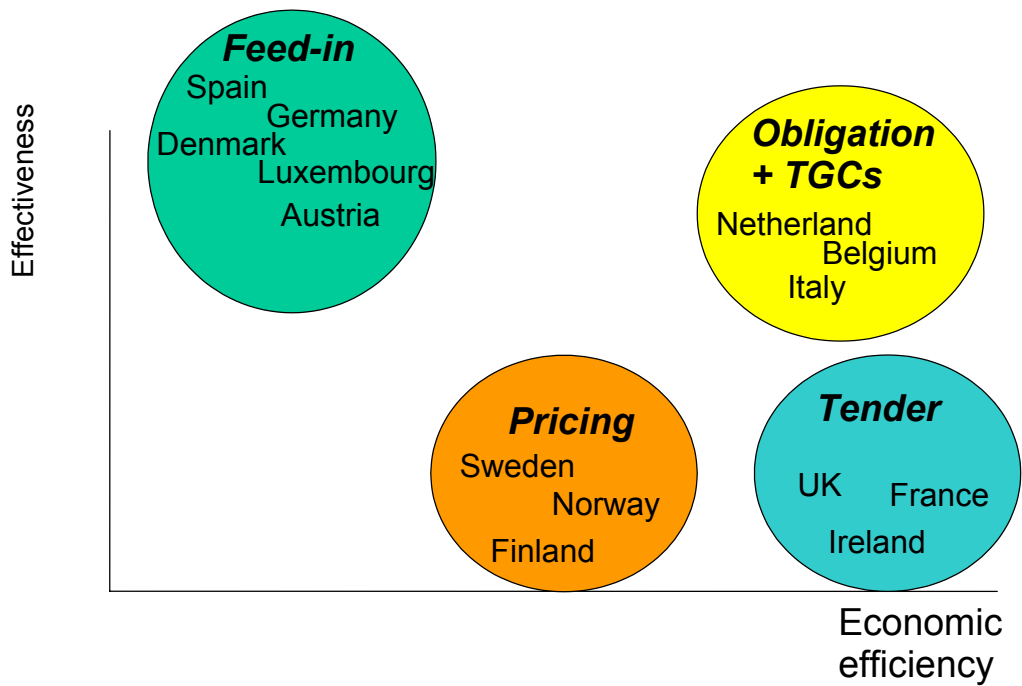 Effectiveness
Feed-in
Spain
Germany
Denmark
Luxembourg
Austria
Obligation
+ TGCs
Netherland
Belgium
Italy
Pricing
Sweden
Norway
Finland
Tender
UK
France
Ireland
Economic
efficiency